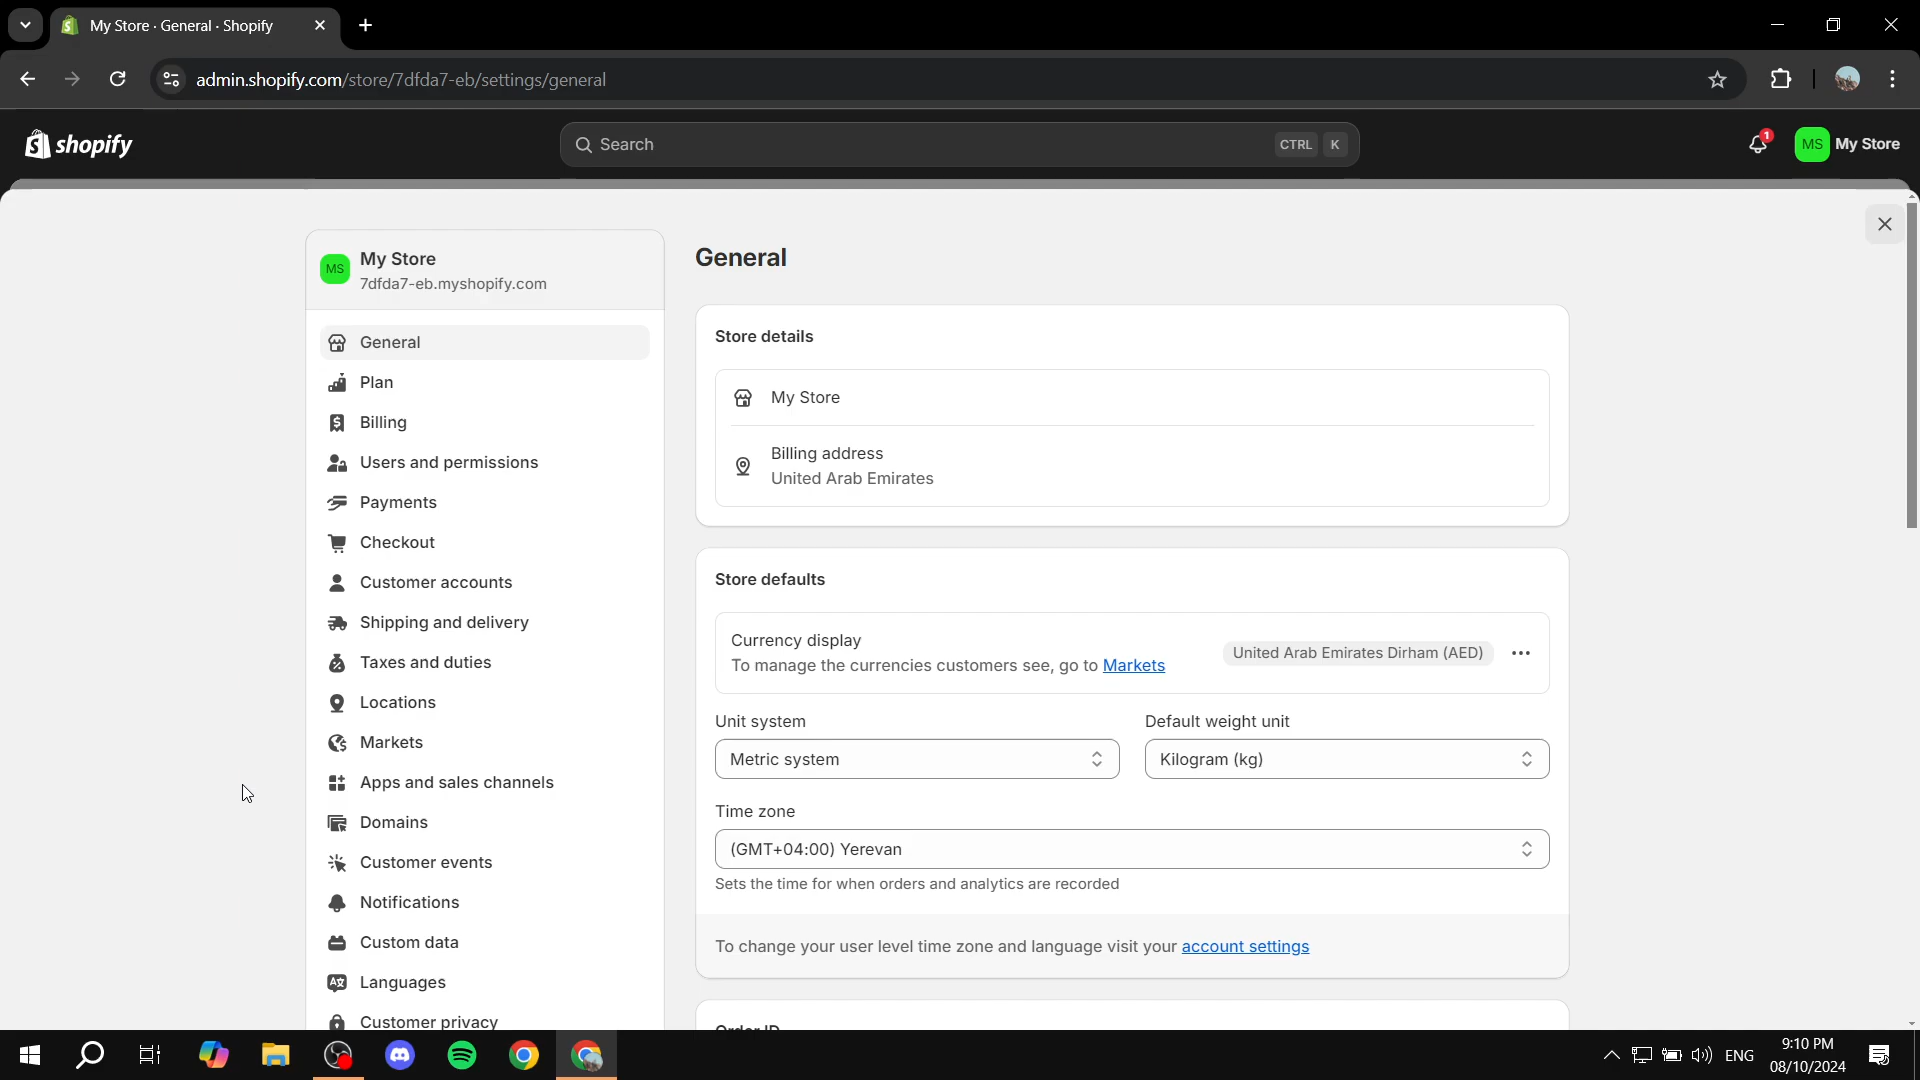 My Store · General · Shopify
admin.shopify.com/store/7dfda7-eb/settings/general
shopify
Search
CTRL K
1
MS My Store
MS
My Store
7dfda7-eb.myshopify.com
General
Plan
Billing
Users and permissions
Payments
Checkout
Customer accounts
Shipping and delivery
Taxes and duties
Locations
Markets
Apps and sales channels
Domains
Customer events
Notifications
Custom data
Languages
Customer privacy
General
Store details
My Store
Billing address
United Arab Emirates
Store defaults
Currency display
To manage the currencies customers see, go to Markets
United Arab Emirates Dirham (AED)
Unit system
Default weight unit
Metric system
Kilogram (kg)
Time zone
(GMT+04:00) Yerevan
Sets the time for when orders and analytics are recorded
To change your user level time zone and language visit your account settings
Order ID
ENG
9:10 PM
08/10/2024